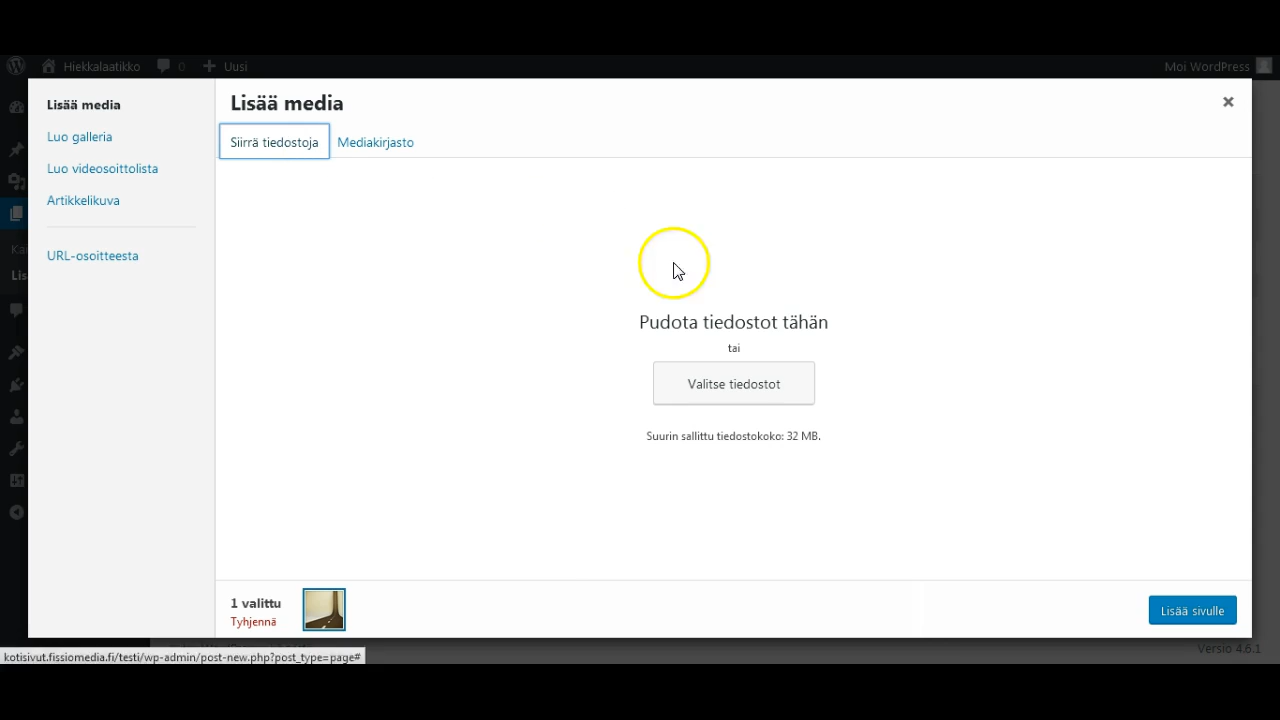 Hiekkalaatikko 0 Uusi Moi WordPress
Lisää media
Luo galleria
Luo videosoittolista
Artikkelikuva
URL-osoitteesta
Lisää media
Siirrä tiedostoja Mediakirjasto
Pudota tiedostot tähän
tai
Valitse tiedostot
Suurin sallittu tiedostokoko: 32 MB.
1 valittu
Tyhjennä
Lisää sivulle
kotisivut.fissiomedia.fi/testi/wp-admin/post-new.php?post_type=page#
Versio 4.6.1